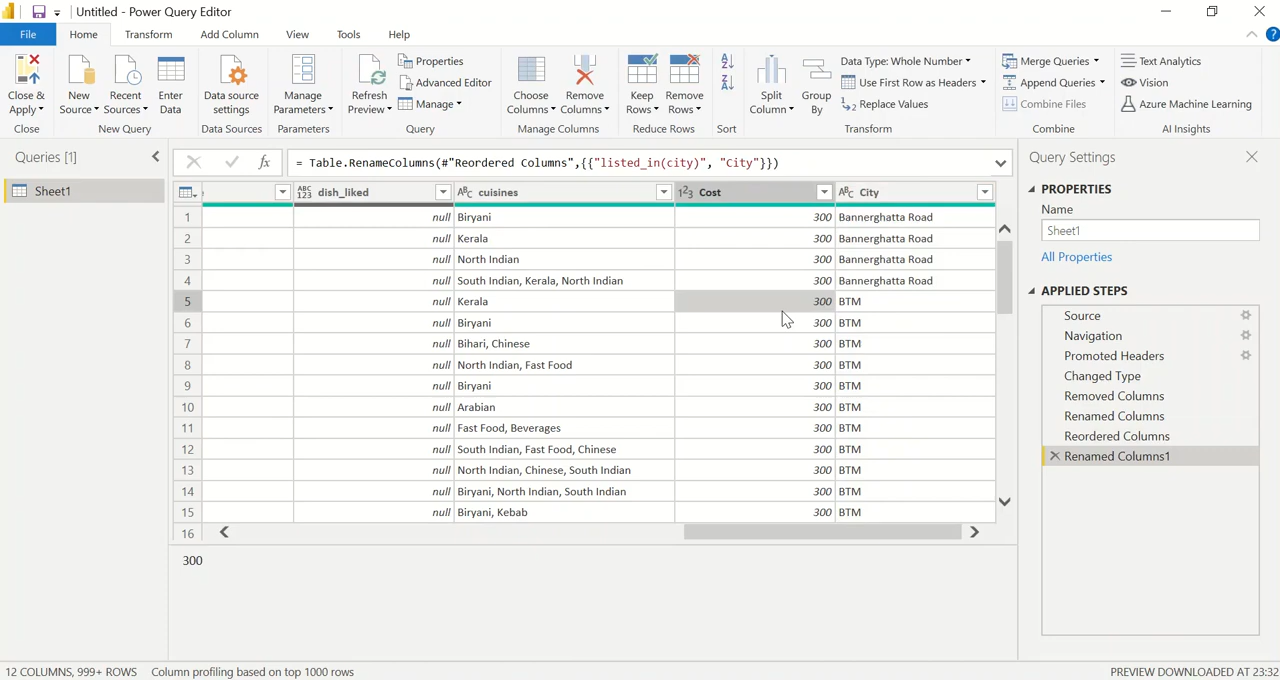 Untitled - Power Query Editor
File Home Transform Add Column View Tools Help
Close & Apply
New Source
Recent Sources
Enter Data
Data source settings
Manage Parameters
Refresh Preview
Properties
Advanced Editor
Manage
Choose Columns
Remove Columns
Keep Rows
Remove Rows
Split Column
Group By
Data Type: Whole Number
Use First Row as Headers
Replace Values
Merge Queries
Append Queries
Combine Files
Text Analytics
Vision
Azure Machine Learning
Close New Query Data Sources Parameters Query Manage Columns Reduce Rows Sort Transform Combine AI Insights
Queries [1]
Sheet1
fx = Table.RenameColumns(#"Reordered Columns",{{"listed_in(city)", "City"}})
ABC 123 dish_liked ABC cuisines 123 Cost ABC City
1 null Biryani 300 Bannerghatta Road
2 null Kerala 300 Bannerghatta Road
3 null North Indian 300 Bannerghatta Road
4 null South Indian, Kerala, North Indian 300 Bannerghatta Road
5 null Kerala 300 BTM
6 null Biryani 300 BTM
7 null Bihari, Chinese 300 BTM
8 null North Indian, Fast Food 300 BTM
9 null Biryani 300 BTM
10 null Arabian 300 BTM
11 null Fast Food, Beverages 300 BTM
12 null South Indian, Fast Food, Chinese 300 BTM
13 null North Indian, Chinese, South Indian 300 BTM
14 null Biryani, North Indian, South Indian 300 BTM
15 null Biryani, Kebab 300 BTM
16
300
Query Settings
PROPERTIES
Name
Sheet1
All Properties
APPLIED STEPS
Source
Navigation
Promoted Headers
Changed Type
Removed Columns
Renamed Columns
Reordered Columns
Renamed Columns1
12 COLUMNS, 999+ ROWS Column profiling based on top 1000 rows PREVIEW DOWNLOADED AT 23:32